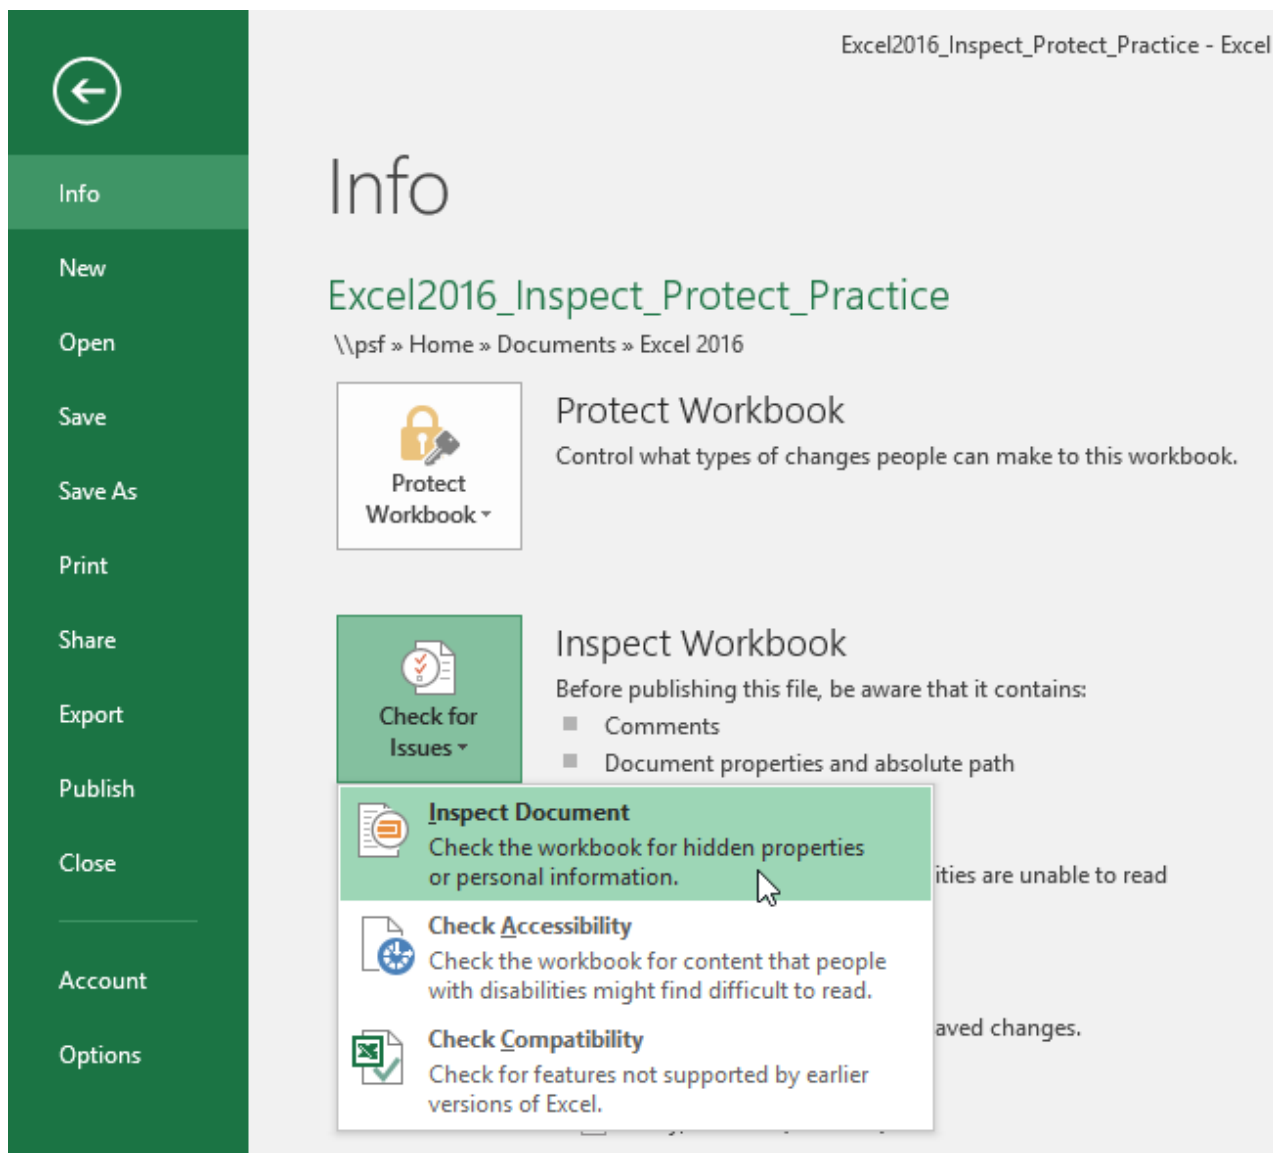 Excel2016_Inspect_Protect_Practice - Excel
Info
New
Open
Save
Save As
Print
Share
Export
Publish
Close
Account
Options
Info
Excel2016_Inspect_Protect_Practice
\\psf » Home » Documents » Excel 2016
Protect
Workbook
Protect Workbook
Control what types of changes people can make to this workbook.
Check for
Issues
Inspect Workbook
Before publishing this file, be aware that it contains:
Comments
Document properties and absolute path
Inspect Document
Check the workbook for hidden properties
or personal information.
ities are unable to read
Check Accessibility
Check the workbook for content that people
with disabilities might find difficult to read.
aved changes.
Check Compatibility
Check for features not supported by earlier
versions of Excel.